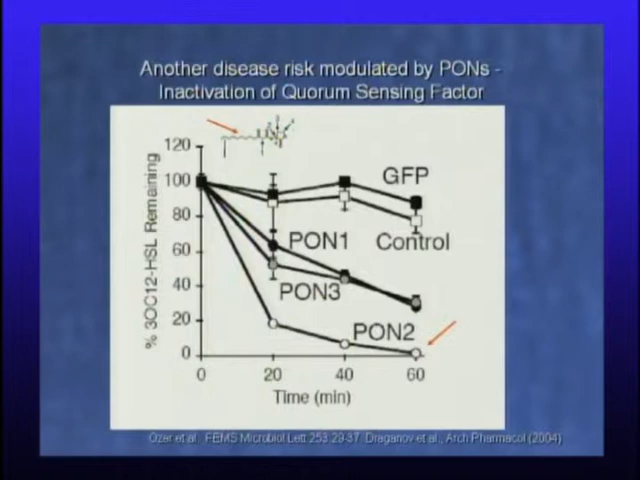 Another disease risk modulated by PONs -
Inactivation of Quorum Sensing Factor
% 3OC12-HSL Remaining
120
100
80
60
40
20
0
GFP
Control
PON1
PON3
PON2
0 20 40 60
Time (min)
Ozer et al. FEMS Microbiol Lett 253:29-37 Draganov et al., Arch Pharmacol (2004)